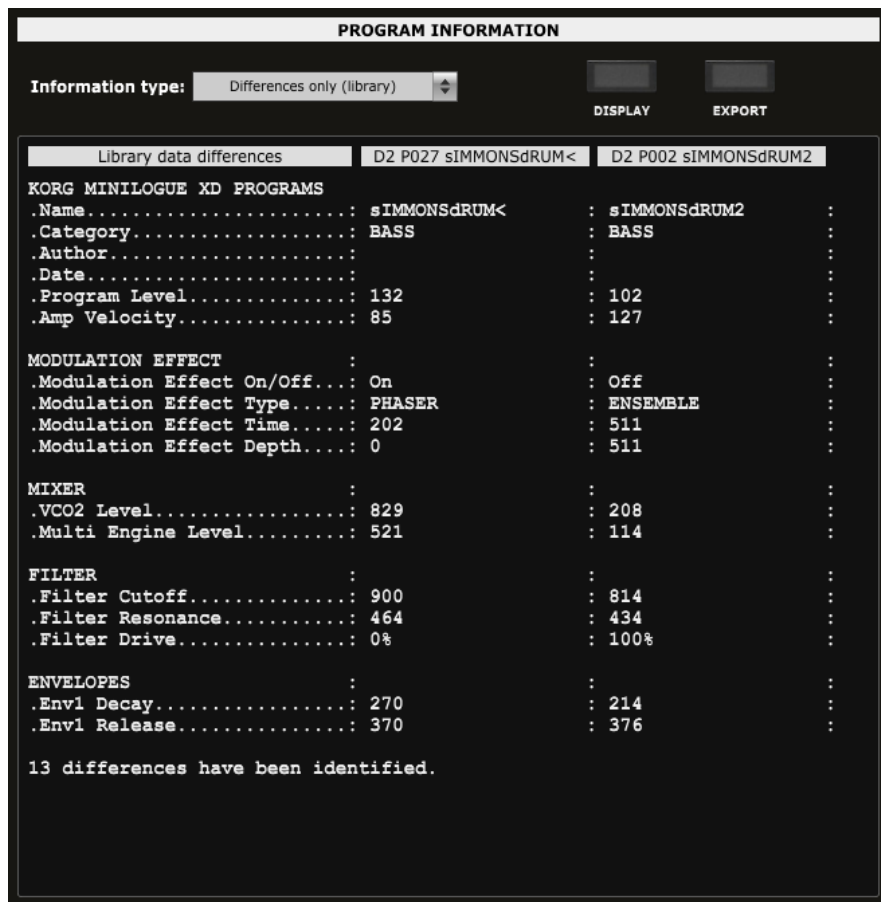 PROGRAM INFORMATION
Information type: Differences only (library)
DISPLAY EXPORT
Library data differences D2 P027 sIMMONSdRUM< D2 P002 sIMMONSdRUM2
KORG MINILOGUE XD PROGRAMS
.Name.......................: sIMMONSdRUM< : sIMMONSdRUM2 :
.Category...................: BASS : BASS :
.Author.....................: : :
.Date.......................: : :
.Program Level..............: 132 : 102 :
.Amp Velocity...............: 85 : 127 :
MODULATION EFFECT : : :
.Modulation Effect On/Off...: On : Off :
.Modulation Effect Type.....: PHASER : ENSEMBLE :
.Modulation Effect Time.....: 202 : 511 :
.Modulation Effect Depth....: 0 : 511 :
MIXER : : :
.VCO2 Level.................: 829 : 208 :
.Multi Engine Level.........: 521 : 114 :
FILTER : : :
.Filter Cutoff..............: 900 : 814 :
.Filter Resonance...........: 464 : 434 :
.Filter Drive...............: 0% : 100% :
ENVELOPES : : :
.Env1 Decay.................: 270 : 214 :
.Env1 Release...............: 370 : 376 :
13 differences have been identified.